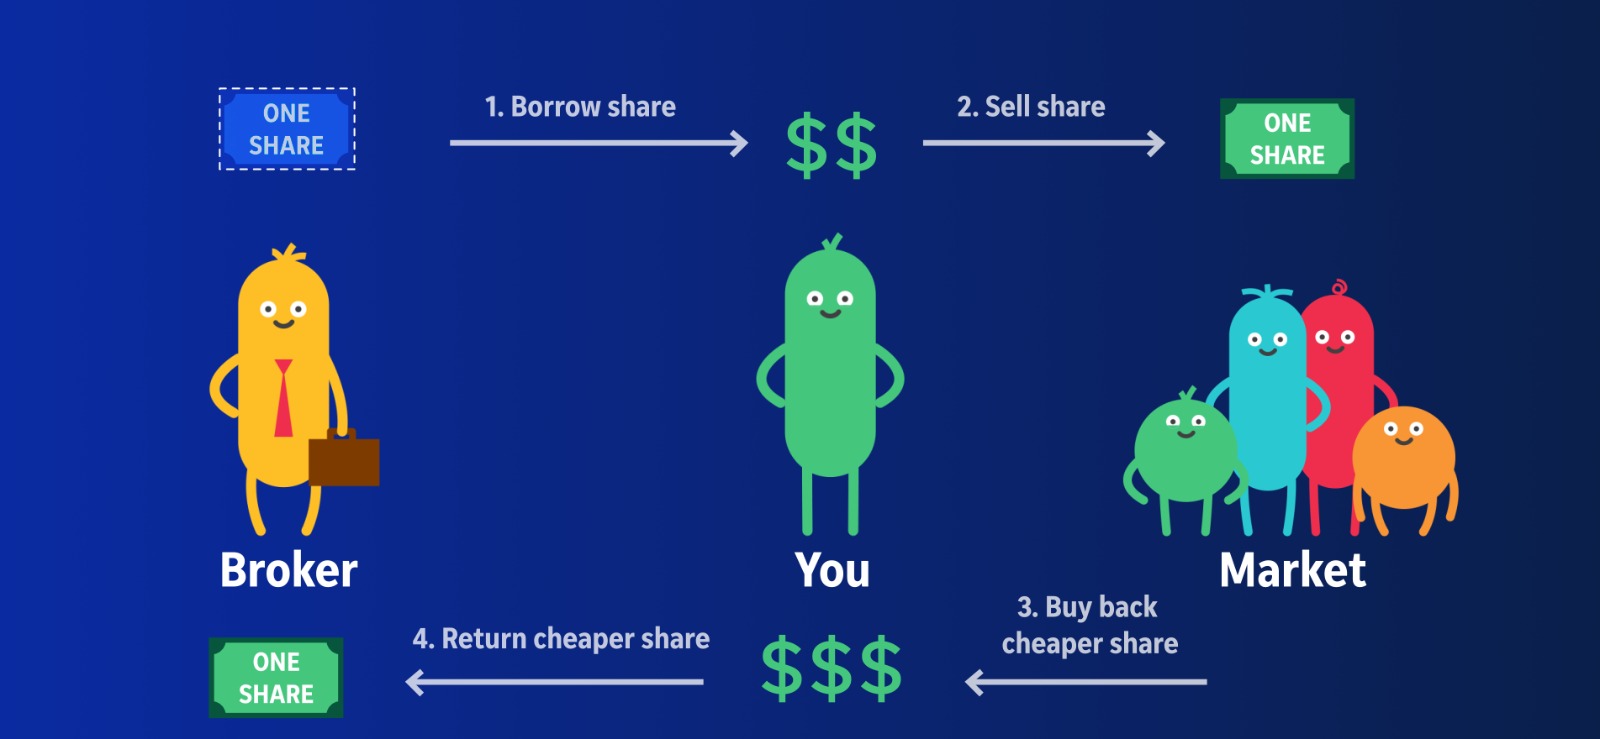 ONE
SHARE
1. Borrow share
$$
2. Sell share
ONE
SHARE
Broker
You
Market
ONE
SHARE
4. Return cheaper share
$$$
3. Buy back
cheaper share